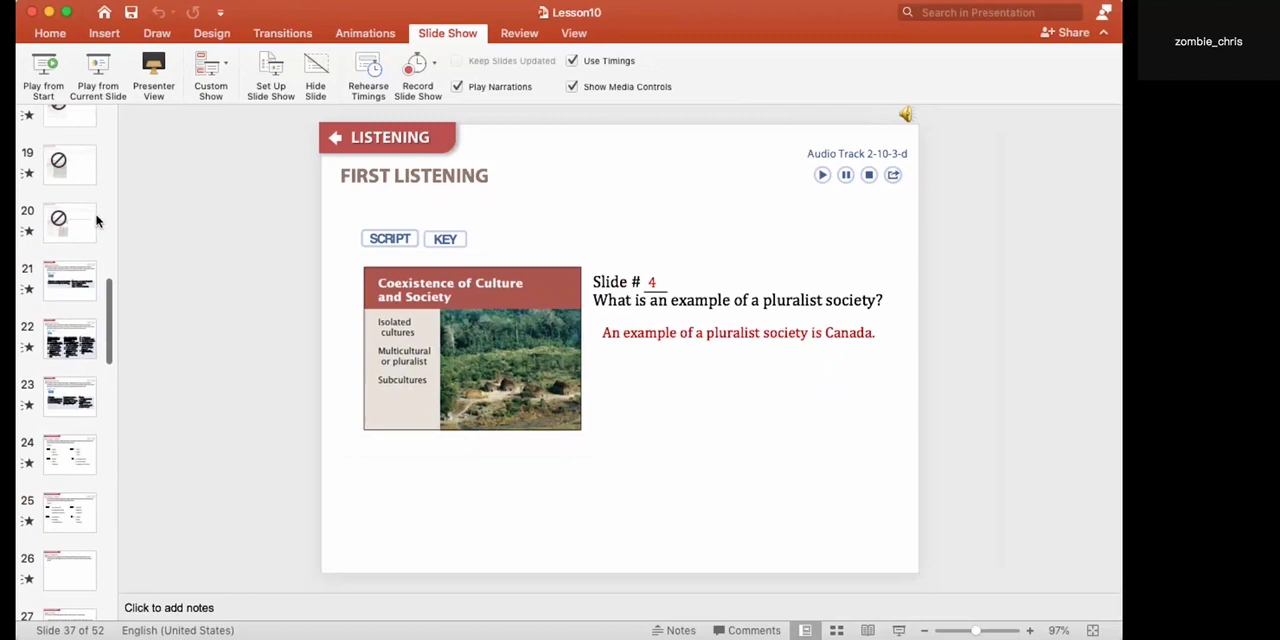 Lesson10
Search in Presentation
Home Insert Draw Design Transitions Animations Slide Show Review View Share
Play from Start
Play from Current Slide
Presenter View
Custom Show
Set Up Slide Show
Hide Slide
Rehearse Timings
Record Slide Show
Keep Slides Updated
Play Narrations
Use Timings
Show Media Controls
zombie_chris
19
20
21
22
23
24
25
26
27
LISTENING
FIRST LISTENING
Audio Track 2-10-3-d
SCRIPT KEY
Coexistence of Culture
and Society
Isolated
cultures
Multicultural
or pluralist
Subcultures
Slide # 4
What is an example of a pluralist society?
An example of a pluralist society is Canada.
Click to add notes
Slide 37 of 52 English (United States) Notes Comments 97%